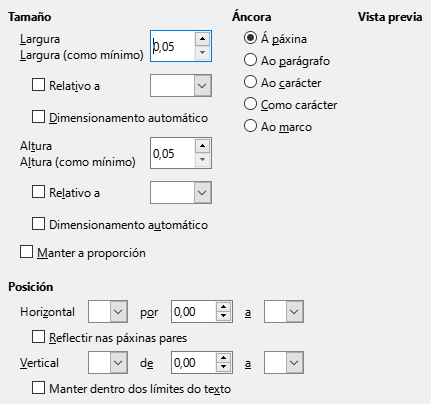 Tamaño
Largura
Largura (como mínimo)
0,05
Relativo a
Dimensionamento automático
Altura
Altura (como mínimo)
0,05
Relativo a
Dimensionamento automático
Manter a proporción
Áncora
Á páxina
Ao parágrafo
Ao carácter
Como carácter
Ao marco
Vista previa
Posición
Horizontal por 0,00 a
Reflectir nas páxinas pares
Vertical de 0,00 a
Manter dentro dos límites do texto